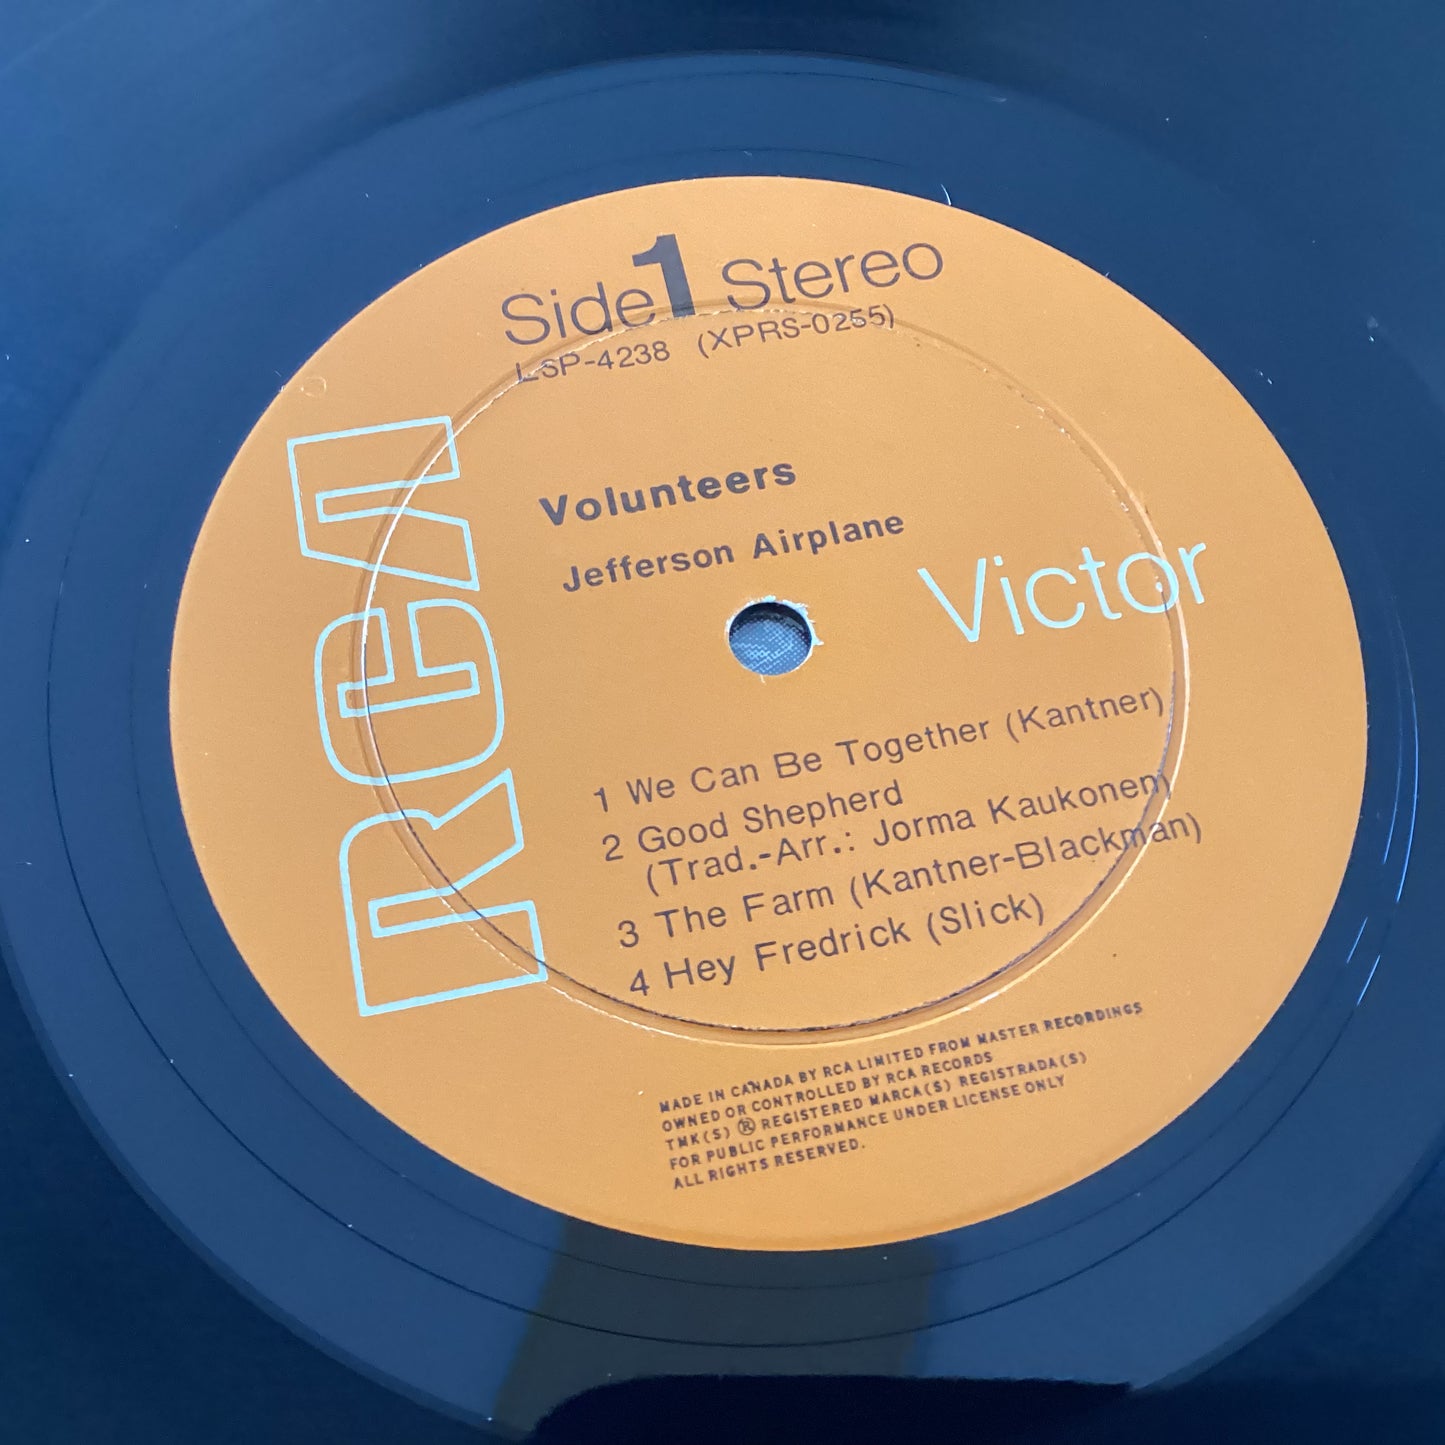 Side 1 Stereo
LSP-4238 (XPRS-0255)
Volunteers
Jefferson Airplane
RCA
Victor
1 We Can Be Together (Kantner)
2 Good Shepherd
(Trad.-Arr.: Jorma Kaukonen)
3 The Farm (Kantner-Blackman)
4 Hey Fredrick (Slick)
MADE IN CANADA BY RCA LIMITED FROM MASTER RECORDINGS
OWNED OR CONTROLLED BY RCA RECORDS
TMK(S) ® REGISTERED MARCA(S) REGISTRADA(S)
FOR PUBLIC PERFORMANCE UNDER LICENSE ONLY
ALL RIGHTS RESERVED.